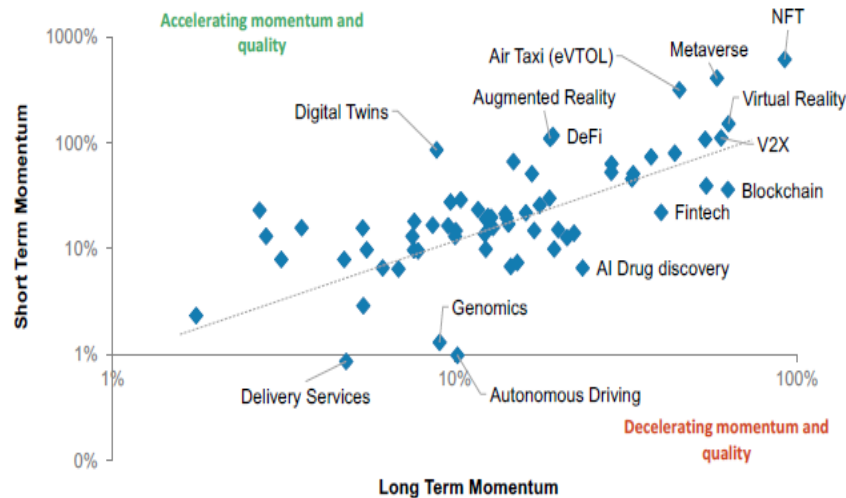 Accelerating momentum and
quality
NFT
1000%
Metaverse
Air Taxi (eVTOL)
Digital Twins
Augmented Reality
Virtual Reality
100%
DeFi
V2X
Short Term Momentum
Blockchain
Fintech
10%
AI Drug discovery
Genomics
1%
1%
10%
100%
Delivery Services
Autonomous Driving
Decelerating momentum and
quality
0%
Long Term Momentum